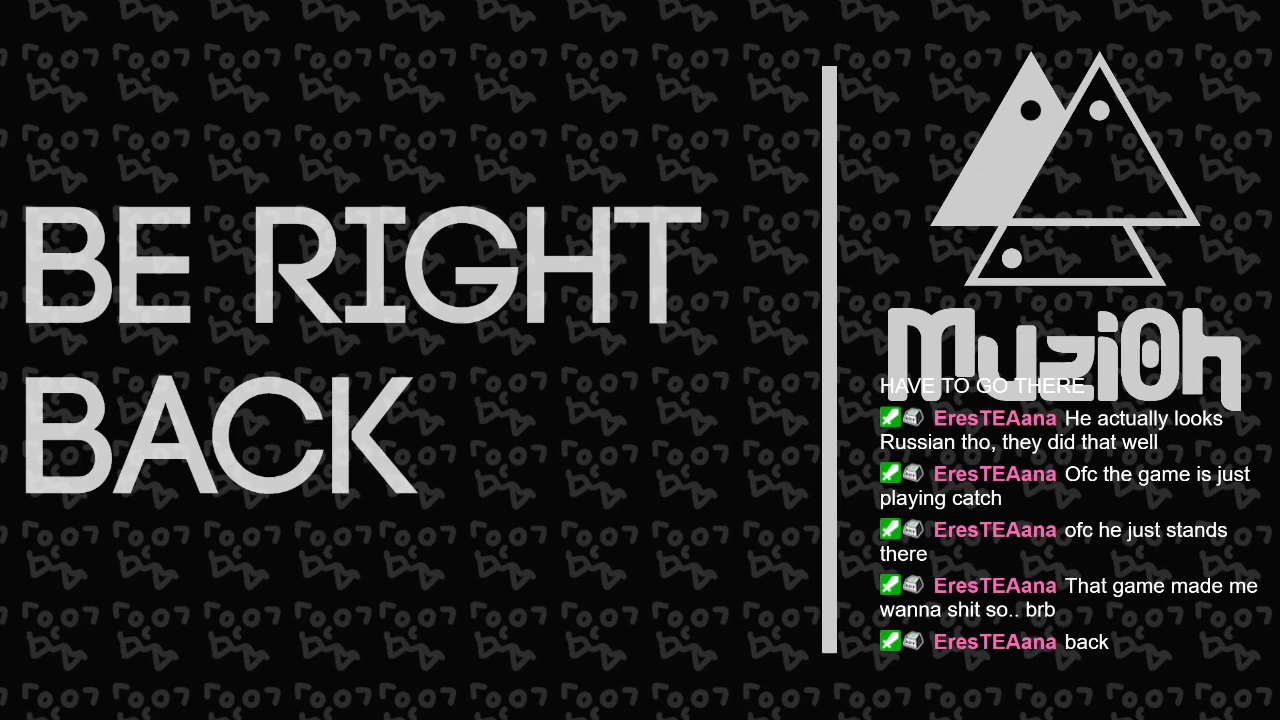 BE RIGHT
BACK
Muzi0h
HAVE TO GO THERE
EresTEAana He actually looks
Russian tho, they did that well
EresTEAana Ofc the game is just
playing catch
EresTEAana ofc he just stands
there
EresTEAana That game made me
wanna shit so.. brb
EresTEAana back